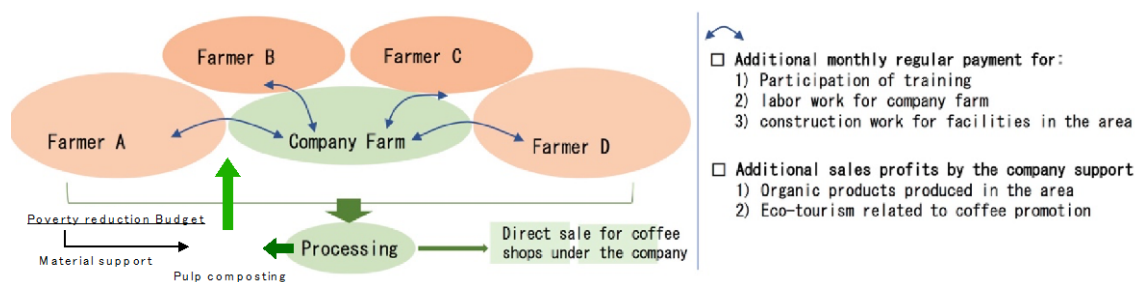 Farmer B
Farmer C
Farmer A
Company Farm
Farmer D
Poverty reduction Budget
Material support
Pulp composting
Processing
Direct sale for coffee
shops under the company
□ Additional monthly regular payment for:
1) Participation of training
2) labor work for company farm
3) construction work for facilities in the area
□ Additional sales profits by the company support
1) Organic products produced in the area
2) Eco-tourism related to coffee promotion